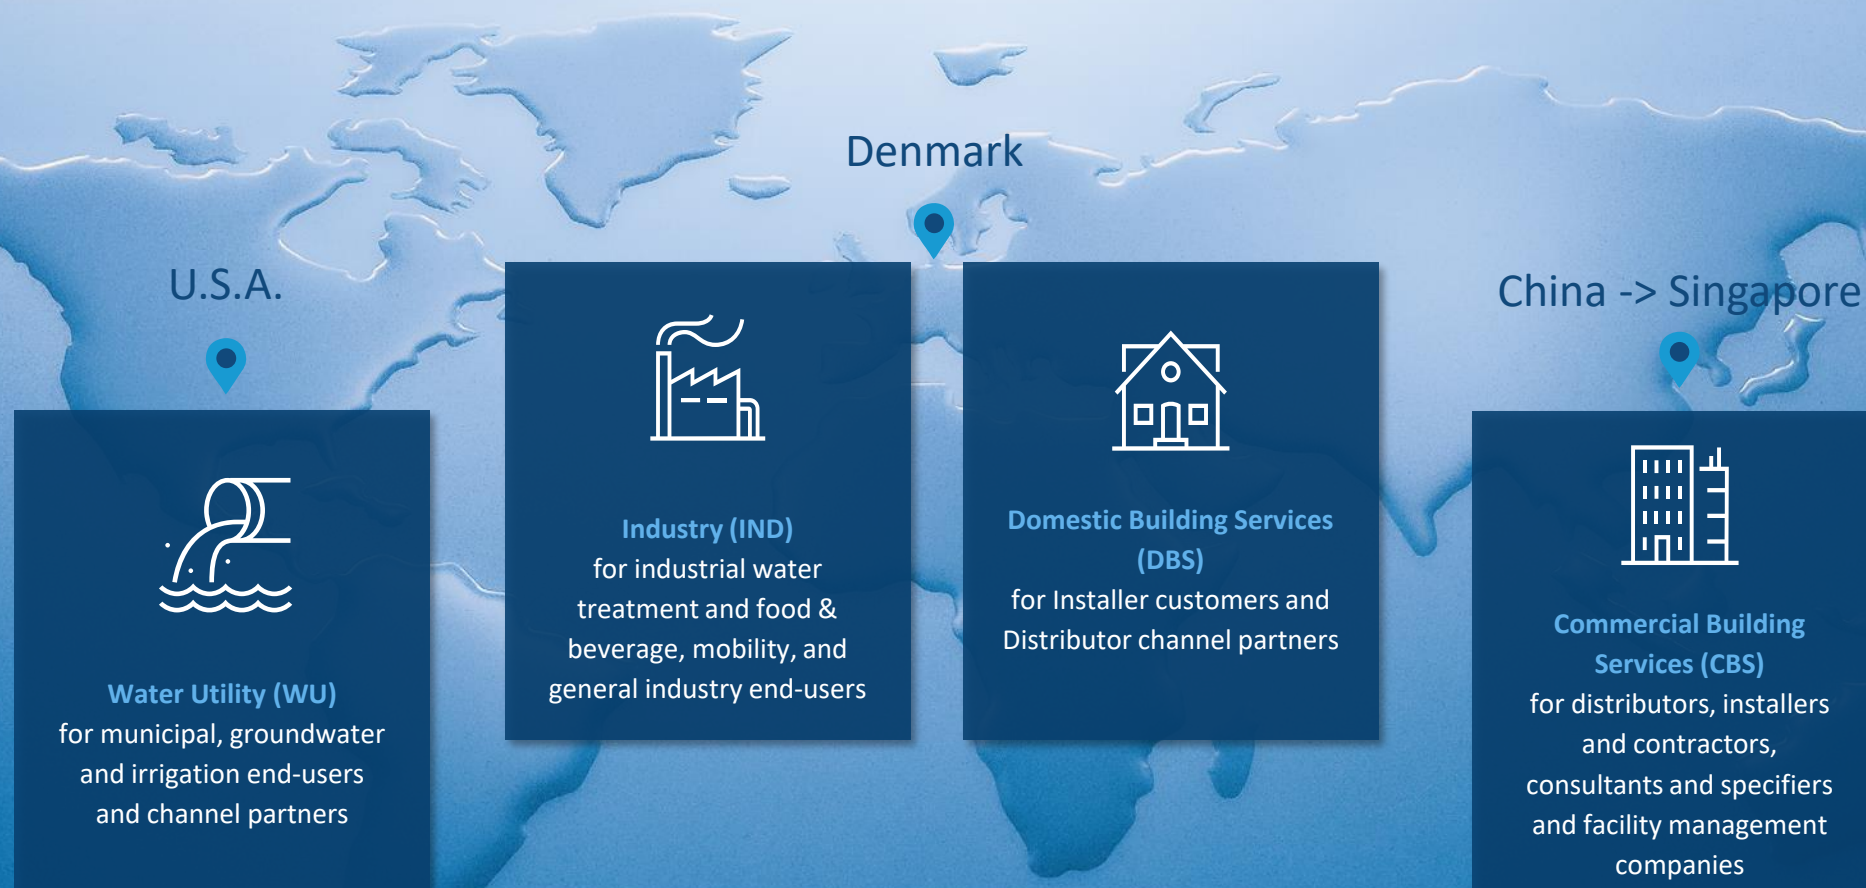 Denmark
U.S.A.
China -> Singapore
Water Utility (WU)
for municipal, groundwater
and irrigation end-users
and channel partners
Industry (IND)
for industrial water
treatment and food &
beverage, mobility, and
general industry end-users
Domestic Building Services
(DBS)
for Installer customers and
Distributor channel partners
Commercial Building
Services (CBS)
for distributors, installers
and contractors,
consultants and specifiers
and facility management
companies